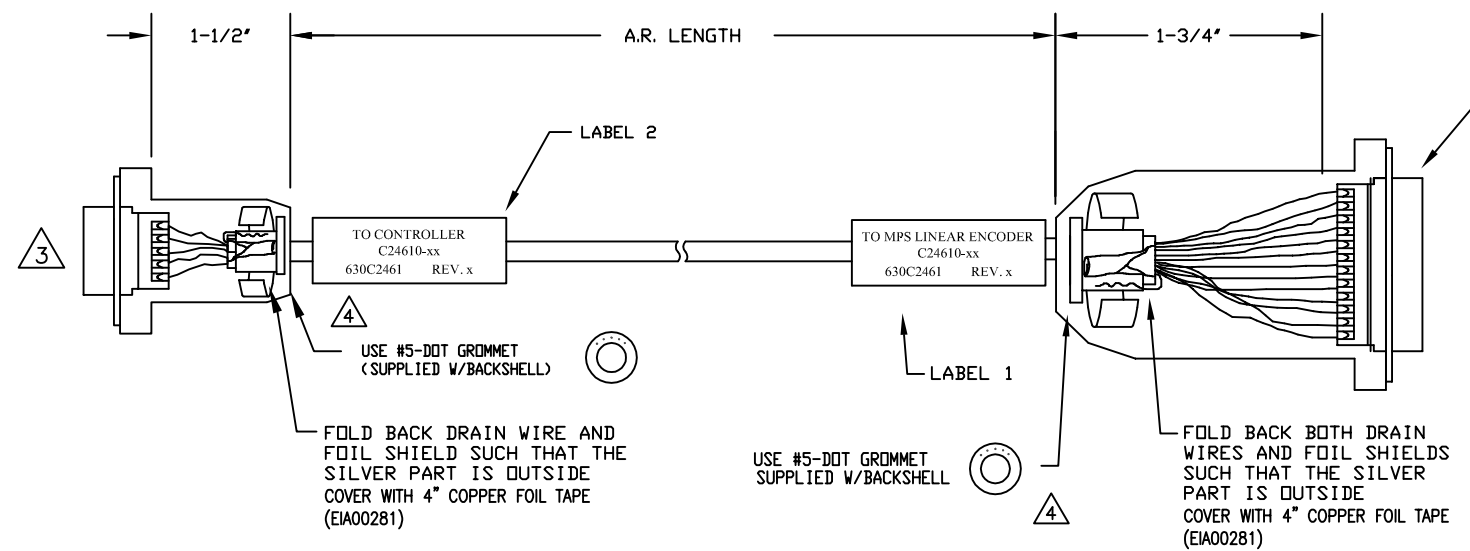 1-1/2"
A.R. LENGTH
1-3/4"
LABEL 2
3
TO CONTROLLER
C24610-xx
630C2461 REV. x
TO MPS LINEAR ENCODER
C24610-xx
630C2461 REV. x
4
USE #5-DOT GROMMET
(SUPPLIED W/BACKSHELL)
LABEL 1
FOLD BACK DRAIN WIRE AND
FOIL SHIELD SUCH THAT THE
SILVER PART IS OUTSIDE
COVER WITH 4" COPPER FOIL TAPE
(EIA00281)
USE #5-DOT GROMMET
SUPPLIED W/BACKSHELL
4
FOLD BACK BOTH DRAIN
WIRES AND FOIL SHIELDS
SUCH THAT THE SILVER
PART IS OUTSIDE
COVER WITH 4" COPPER FOIL TAPE
(EIA00281)